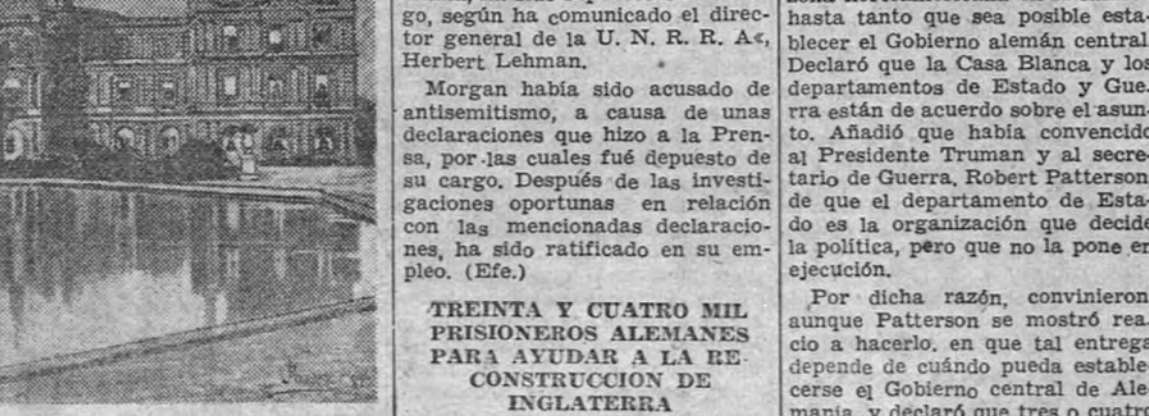 go, según ha comunicado el direc-
tor general de la U. N. R. R. A«,
Herbert Lehman.
Morgan había sido acusado de
antisemitismo, a causa de unas
declaraciones que hizo a la Pren-
sa, por las cuales fué depuesto de
su cargo. Después de las investi-
gaciones oportunas en relación
con las mencionadas declaracio-
nes, ha sido ratificado en su em-
pleo. (Efe.)
TREINTA Y CUATRO MIL
PRISIONEROS ALEMANES
PARA AYUDAR A LA RE-
CONSTRUCCION DE
INGLATERRA
hasta tanto que sea posible esta-
blecer el Gobierno alemán central.
Declaró que la Casa Blanca y los
departamentos de Estado y Gue-
rra están de acuerdo sobre el asun-
to. Añadió que había convencido
al Presidente Truman y al secre-
tario de Guerra, Robert Patterson
de que el departamento de Esta-
do es la organización que decide
la política, pero que no la pone en
ejecución.
Por dicha razón, convinieron,
aunque Patterson se mostró rea-
cio a hacerlo, en que tal entrega
depende de cuándo pueda estable-
cerse el Gobierno central de Ale-
mania, y declaró que tres o cuatro